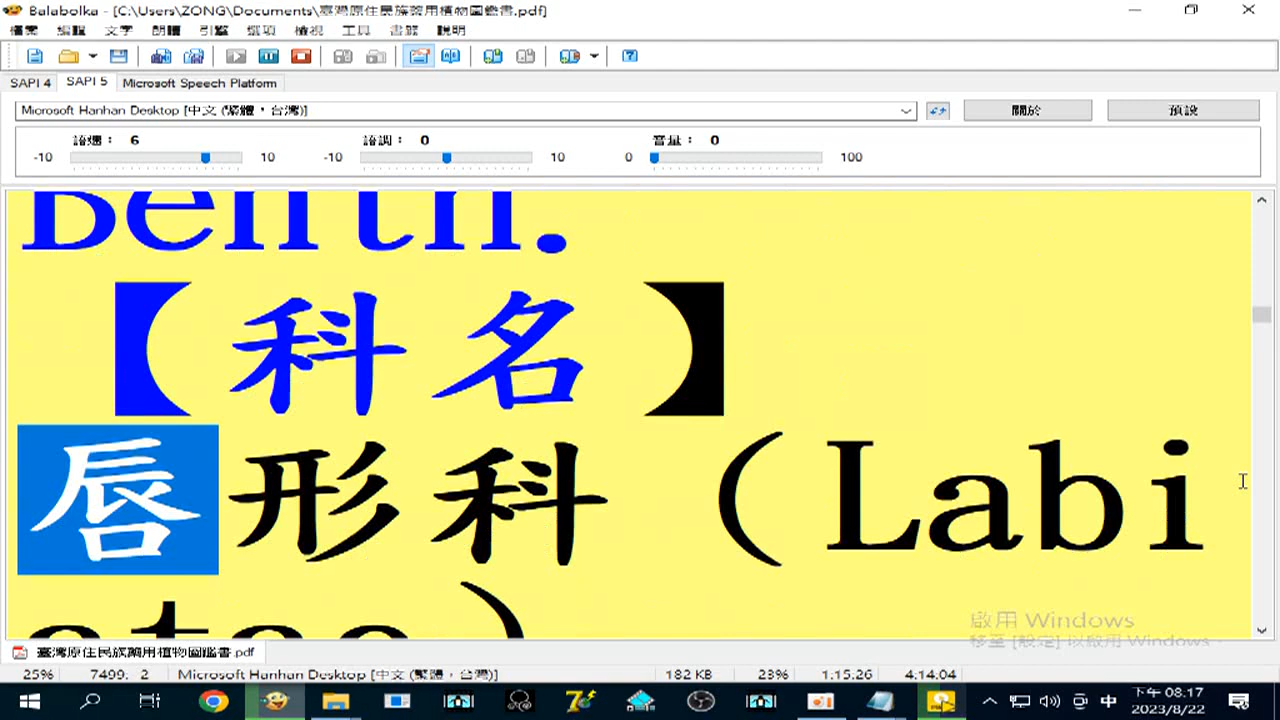 Balabolka - [C:\Users\ZONG\Documents\臺灣原住民族藥用植物圖鑑書.pdf]
檔案 編輯 文字 朗讀 引擎 選項 檢視 工具 書籤 說明
SAPI 4 SAPI 5 Microsoft Speech Platform
Microsoft Hanhan Desktop [中文 (繁體，台灣)] 關於 預設
語速： 6 語調： 0 音量： 0
-10 10 -10 10 0 100
Benth.
【科名】
唇形科（Labi
atae）
啟用 Windows
移至 [設定] 以啟用 Windows。
臺灣原住民族藥用植物圖鑑書.pdf
25% 7499. 2 Microsoft Hanhan Desktop [中文 (繁體，台灣)] 182 KB 29% 1:15.26 4:14.04
中 下午 08:17
2023/8/22